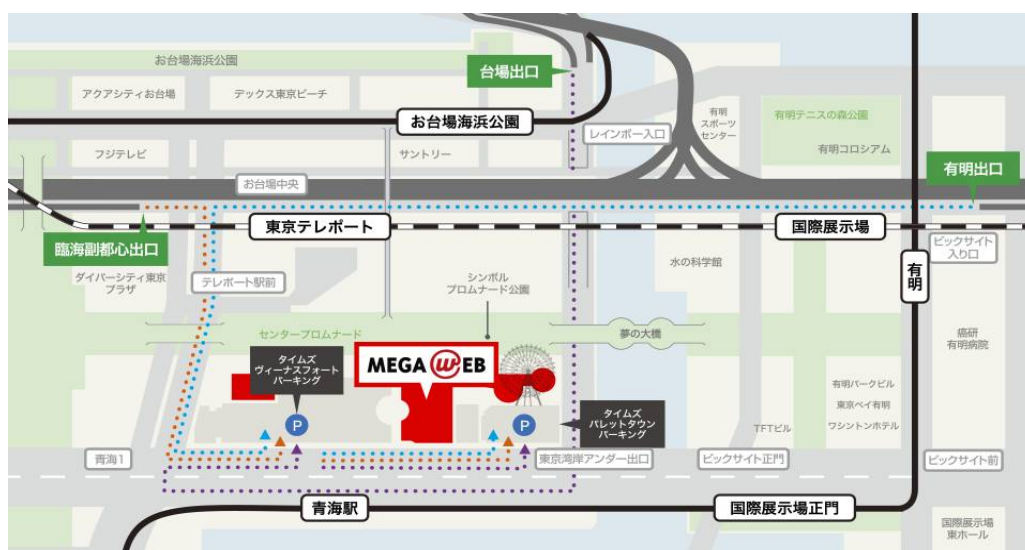 お台場海浜公園
台場出口
アクアシティお台場
デックス東京ビーチ
お台場海浜公園
レインボー入口
有明
スポーツ
センター
有明テニスの森公園
有明コロシアム
フジテレビ
サントリー
お台場中央
有明出口
臨海副都心出口
東京テレポート
国際展示場
ビックサイト
入り口
ダイバーシティ東京
プラザ
テレポート駅前
シンボル
プロムナード公園
水の科学館
有明
センタープロムナード
夢の大橋
癌研
有明病院
タイムズ
ヴィーナスフォート
パーキング
MEGA WEB
P
P
タイムズ
パレットタウン
パーキング
有明パークビル
東京ベイ有明
ワシントンホテル
TFTビル
青海1
東京湾岸アンダー出口
ビックサイト正門
ビックサイト前
青海駅
国際展示場正門
国際展示場
東ホール